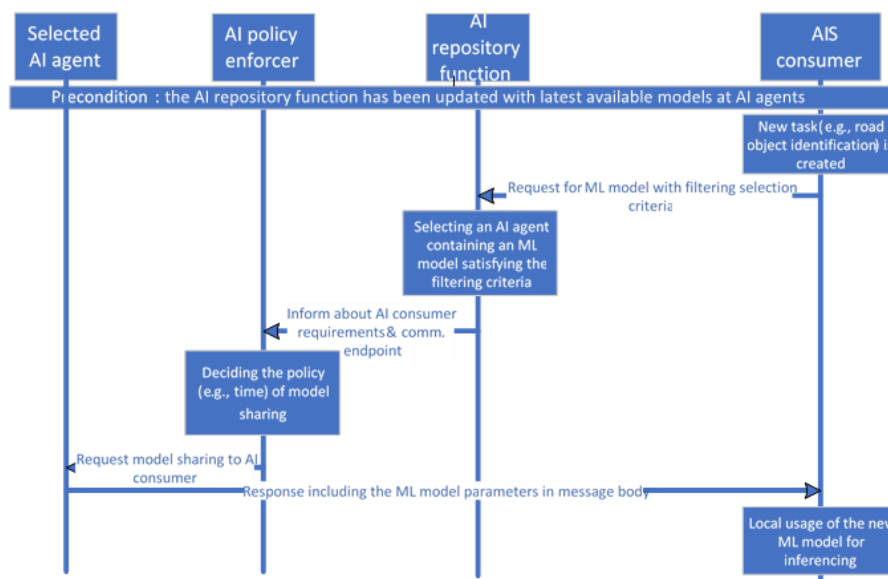 Selected
AI agent
AI policy
enforcer
AI
repository
function
AIS
consumer
Precondition : the AI repository function has been updated with latest available models at AI agents
New task(e.g., road
object identification) i
created
Request for ML model with filtering selection
criteria
Selecting an AI agent
containing an ML
model satisfying the
filtering criteria
Inform about AI consumer
requirements& comm.
endpoint
Deciding the policy
(e.g., time) of model
sharing
Request model sharing to AI
consumer
Response including the ML model parameters in message body
Local usage of the new
ML model for
inferencing